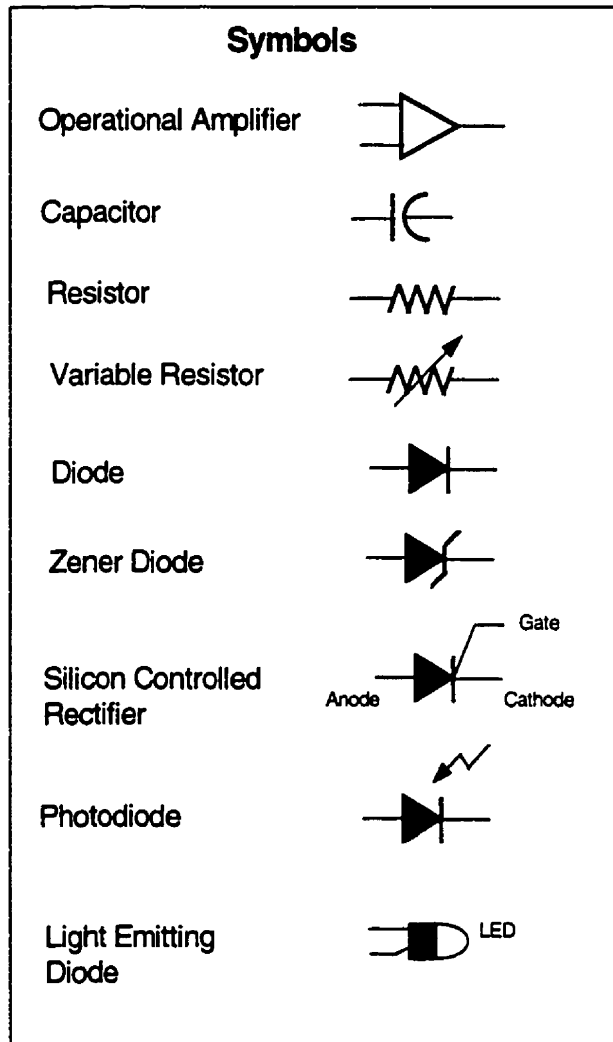 Symbols
Operational Amplifier
Capacitor
Resistor
Variable Resistor
Diode
Zener Diode
Gate
Silicon Controlled
Rectifier
Anode
Cathode
Photodiode
Light Emitting
Diode
LED